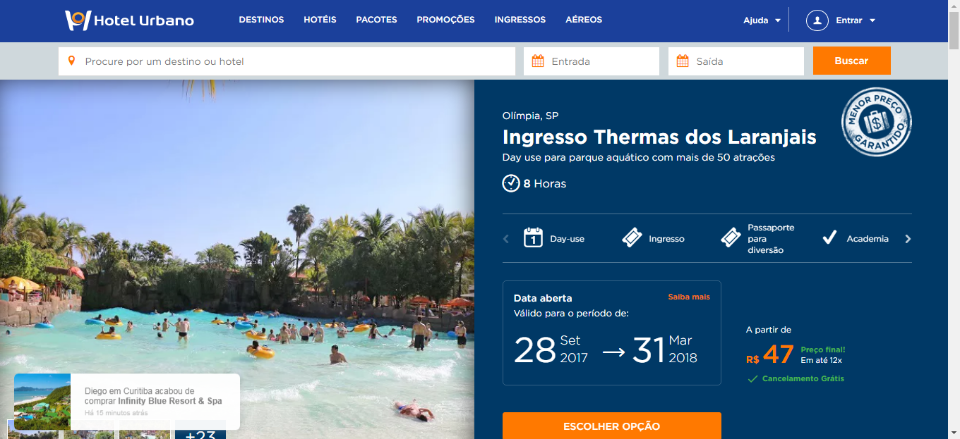 Hotel Urbano
DESTINOS HOTÉIS PACOTES PROMOÇÕES INGRESSOS AÉREOS
Ajuda
Entrar
Procure por um destino ou hotel
Entrada
Saída
Buscar
MENOR PREÇO
GARANTIDO
Olímpia, SP
Ingresso Thermas dos Laranjais
Day use para parque aquático com mais de 50 atrações
8 Horas
1
Day-use
Ingresso
Passaporte
para
diversão
Academia
Data aberta
Saiba mais
Válido para o período de:
28 Set
2017
31 Mar
2018
A partir de
R$ 47
Preço final!
Em até 12x
Cancelamento Grátis
ESCOLHER OPÇÃO
Diego em Curitiba acabou de
comprar Infinity Blue Resort & Spa
Há 15 minutos atrás
+23